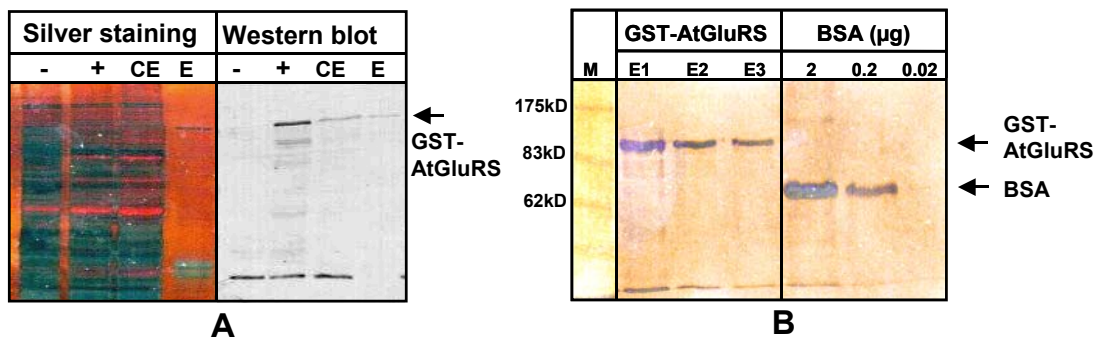 Silver staining Western blot
- + CE E - + CE E
GST-
AtGluRS
A
GST-AtGluRS BSA (µg)
M E1 E2 E3 2 0.2 0.02
175kD
83kD
62kD
GST-
AtGluRS
BSA
B